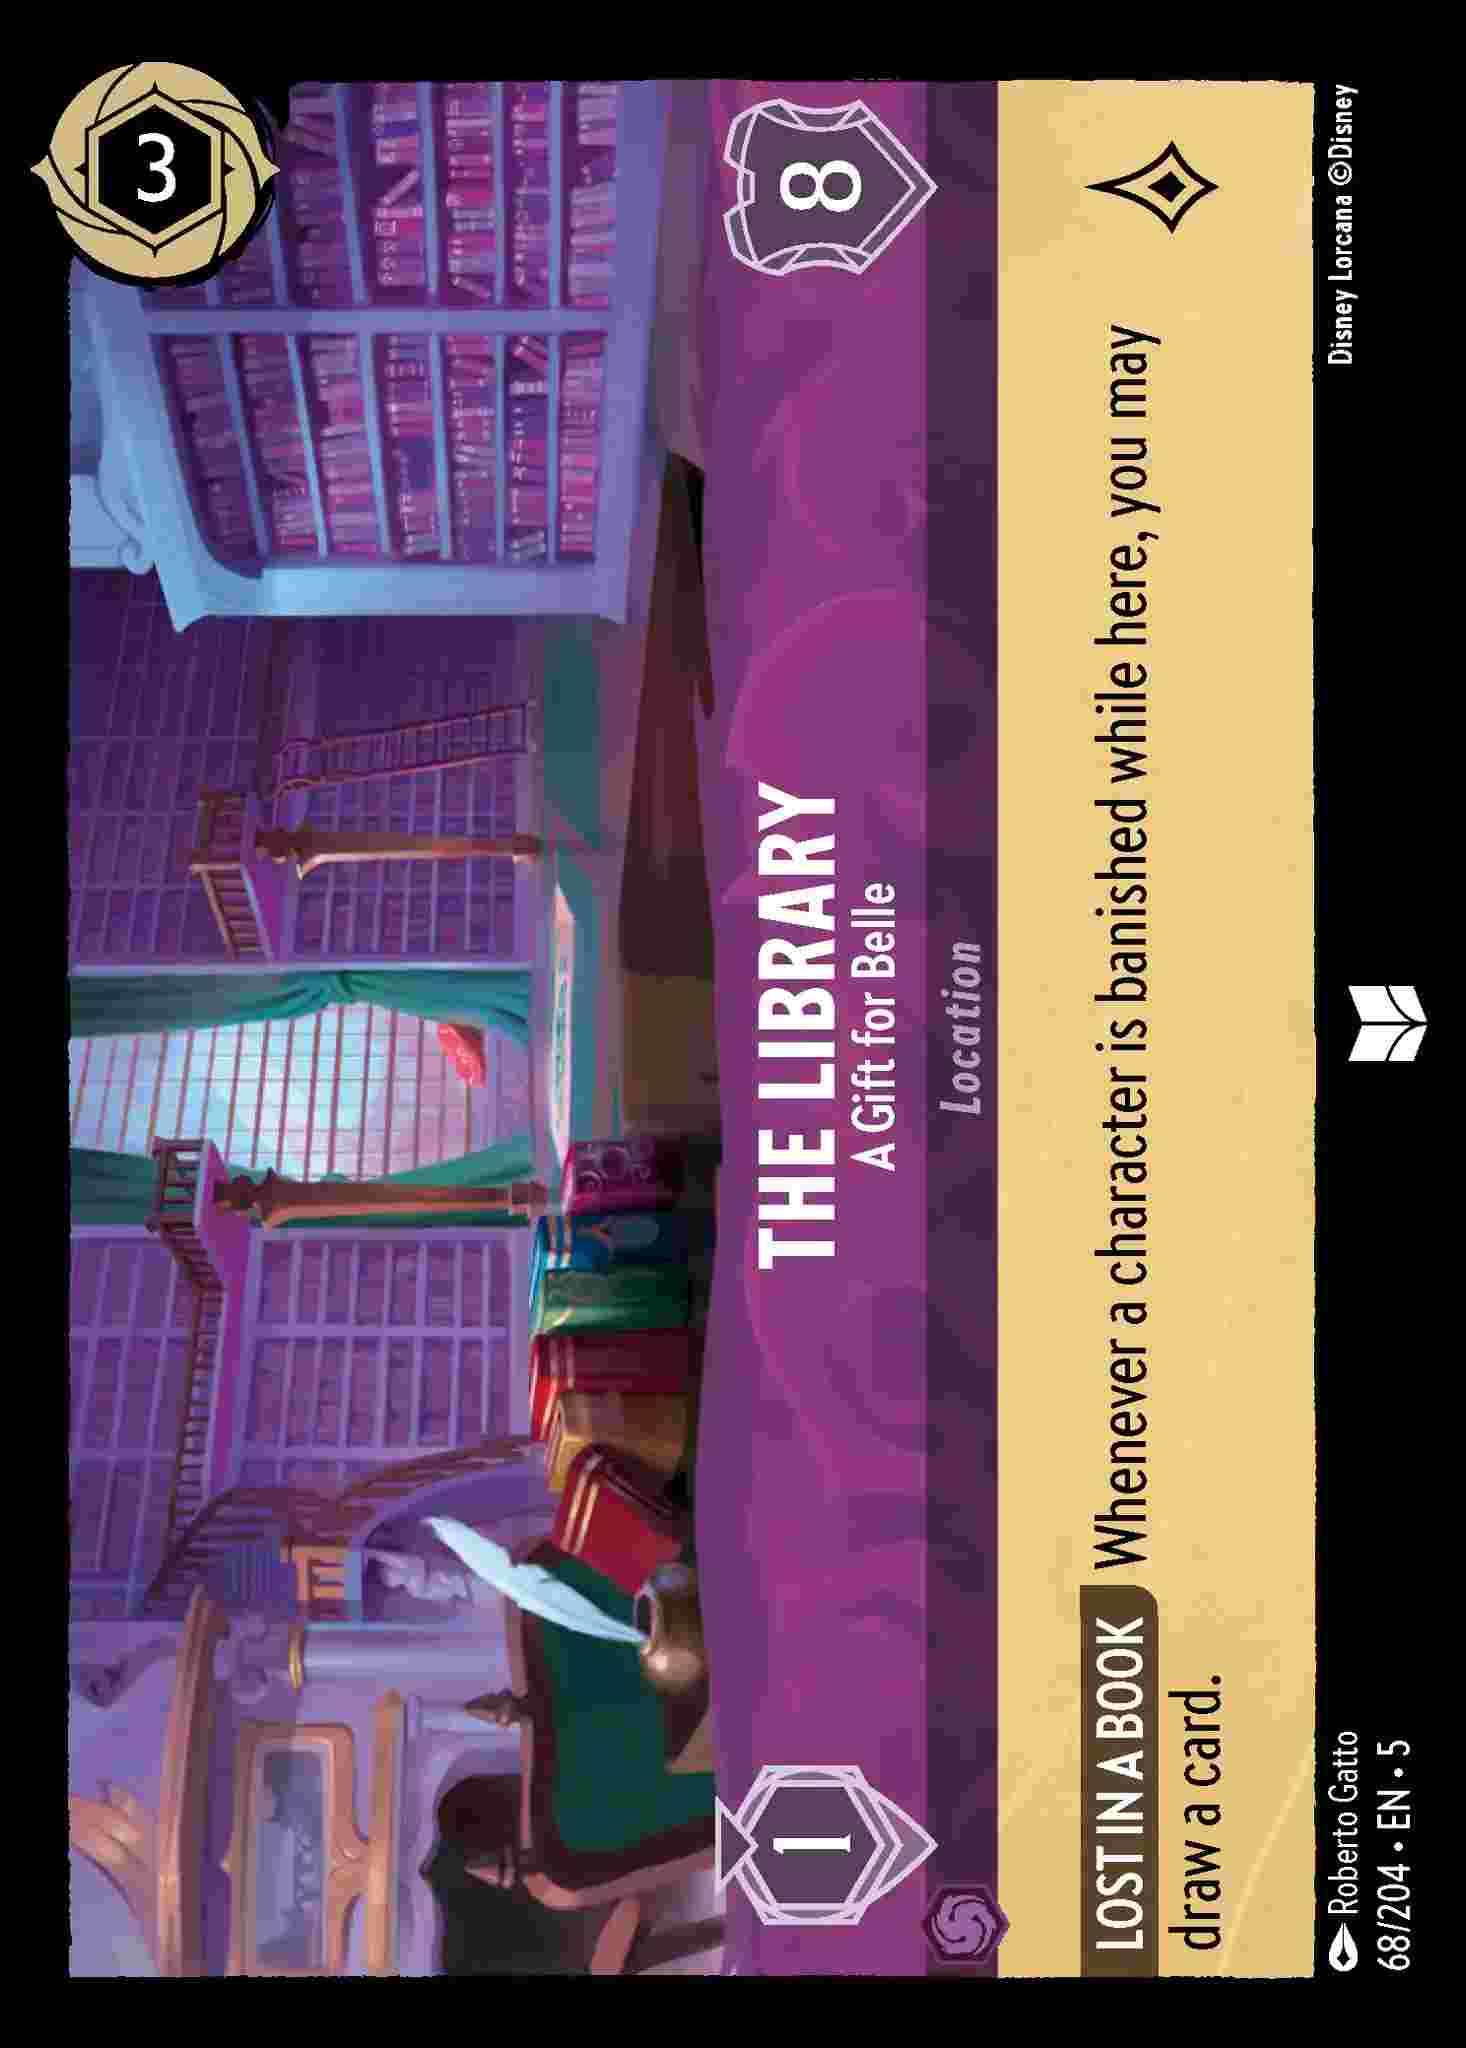 3
1
THE LIBRARY
A Gift for Belle
8
Location
LOST IN A BOOK Whenever a character is banished while here, you may
draw a card.
Roberto Gatto
68/204 • EN • 5
Disney Lorcana ©Disney